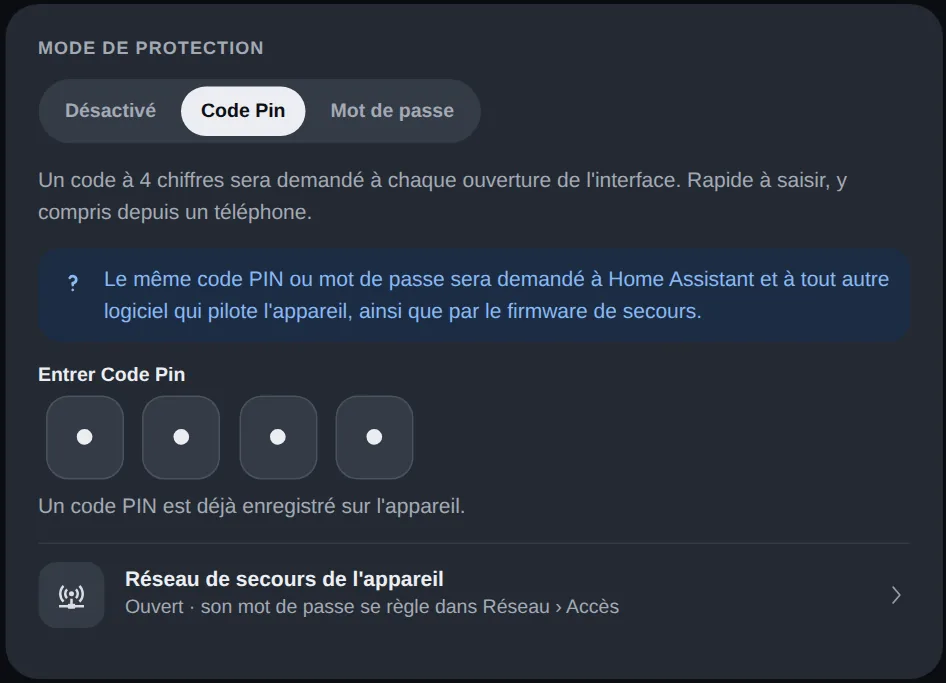 MODE DE PROTECTION
Désactivé
Code Pin
Mot de passe
Un code à 4 chiffres sera demandé à chaque ouverture de l'interface. Rapide à saisir, y
compris depuis un téléphone.
? Le même code PIN ou mot de passe sera demandé à Home Assistant et à tout autre
logiciel qui pilote l'appareil, ainsi que par le firmware de secours.
Entrer Code Pin
Un code PIN est déjà enregistré sur l'appareil.
Réseau de secours de l'appareil
Ouvert · son mot de passe se règle dans Réseau › Accès